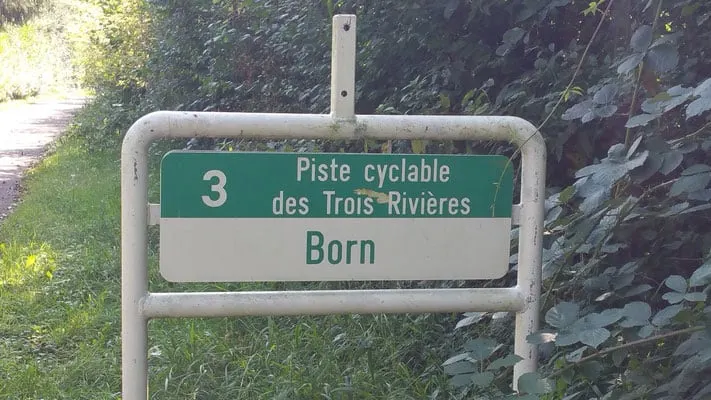 3
Piste cyclable
des Trois Rivières
Born